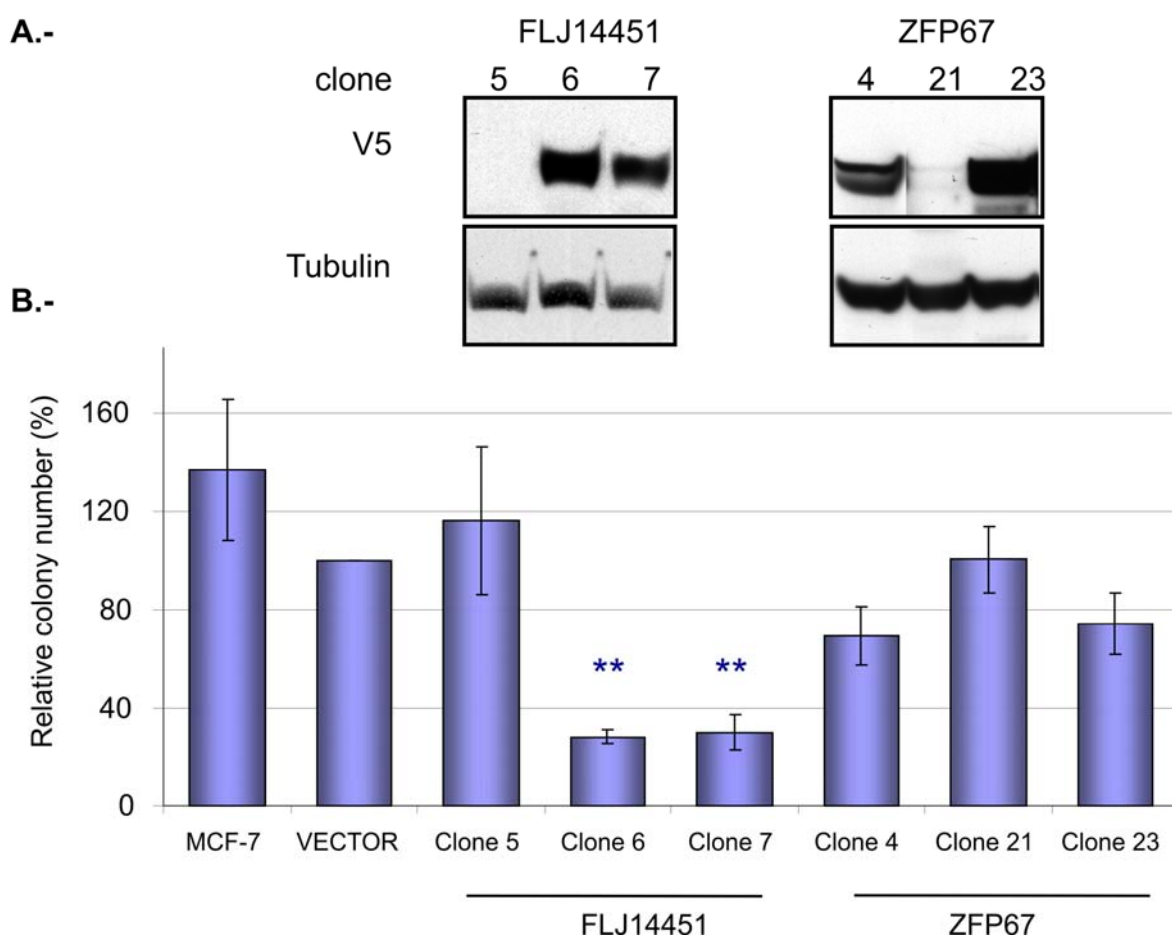 A.-
FLJ14451 ZFP67
clone 5 6 7 4 21 23
V5
Tubulin
B.-
Relative colony number (%)
160
120
80
40
0
** **
MCF-7 VECTOR Clone 5 Clone 6 Clone 7 Clone 4 Clone 21 Clone 23
FLJ14451 ZFP67